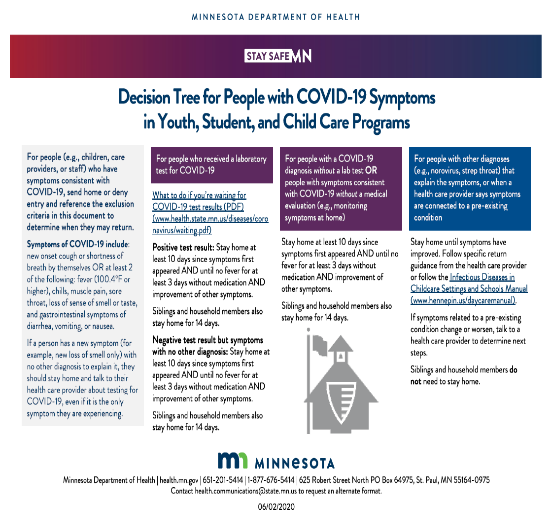 MINNESOTA DEPARTMENT OF HEALTH
STAY SAFE MN
Decision Tree for People with COVID-19 Symptoms
in Youth, Student, and Child Care Programs
For people (e.g., children, care
providers, or staff) who have
symptoms consistent with
COVID-19, send home or deny
entry and reference the exclusion
criteria in this document to
determine when they may return.
Symptoms of COVID-19 include:
new onset cough or shortness of
breath by themselves OR at least 2
of the following: fever (100.4°F or
higher), chills, muscle pain, sore
throat, loss of sense of smell or taste,
and gastrointestinal symptoms of
diarrhea, vomiting, or nausea.
If a person has a new symptom (for
example, new loss of smell only) with
no other diagnosis to explain it, they
should stay home and talk to their
health care provider about testing for
COVID-19, even if it is the only
symptom they are experiencing.
For people who received a laboratory
test for COVID-19
What to do if you're waiting for
COVID-19 test results (PDF)
(www.health.state.mn.us/diseases/coro
navirus/waiting.pdf)
Positive test result: Stay home at
least 10 days since symptoms first
appeared AND until no fever for at
least 3 days without medication AND
improvement of other symptoms.
Siblings and household members also
stay home for 14 days.
Negative test result but symptoms
with no other diagnosis: Stay home at
least 10 days since symptoms first
appeared AND until no fever for at
least 3 days without medication AND
improvement of other symptoms.
Siblings and household members also
stay home for 14 days.
For people with a COVID-19
diagnosis without a lab test OR
people with symptoms consistent
with COVID-19 without a medical
evaluation (e.g., monitoring
symptoms at home)
Stay home at least 10 days since
symptoms first appeared AND until no
fever for at least 3 days without
medication AND improvement of
other symptoms.
Siblings and household members also
stay home for 14 days.
For people with other diagnoses
(e.g., norovirus, strep throat) that
explain the symptoms, or when a
health care provider says symptoms
are connected to a pre-existing
condition
Stay home until symptoms have
improved. Follow specific return
guidance from the health care provider
or follow the Infectious Diseases in
Childcare Settings and Schools Manual
(www.hennepin.us/daycaremanual).
If symptoms related to a pre-existing
condition change or worsen, talk to a
health care provider to determine next
steps.
Siblings and household members do
not need to stay home.
mn MINNESOTA
Minnesota Department of Health | health.mn.gov | 651-201-5414 | 1-877-676-5414 | 625 Robert Street North PO Box 64975, St. Paul, MN 55164-0975
Contact health.communications@state.mn.us to request an alternate format.
06/02/2020